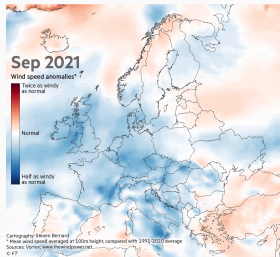 Sep 2021
Wind speed anomalies*
Twice as windy
as normal
Normal
Half as windy
as normal
Cartography Steven Bernard
* Mean wind speed averaged at 100m height, compared with 1991-2020 average
Sources: Vortex; www.thewindpower.net
© FT